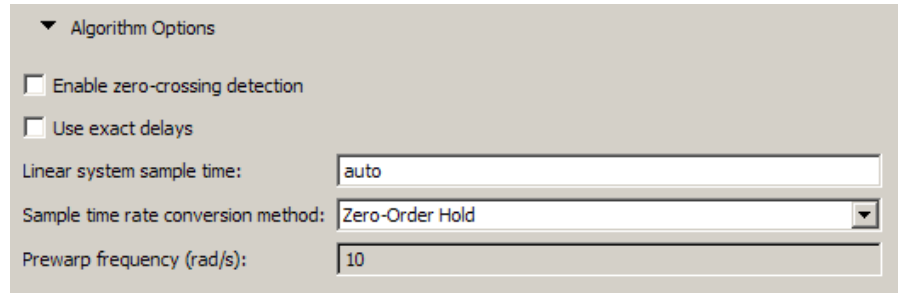 Algorithm Options
Enable zero-crossing detection
Use exact delays
Linear system sample time: auto
Sample time rate conversion method: Zero-Order Hold
Prewarp frequency (rad/s): 10